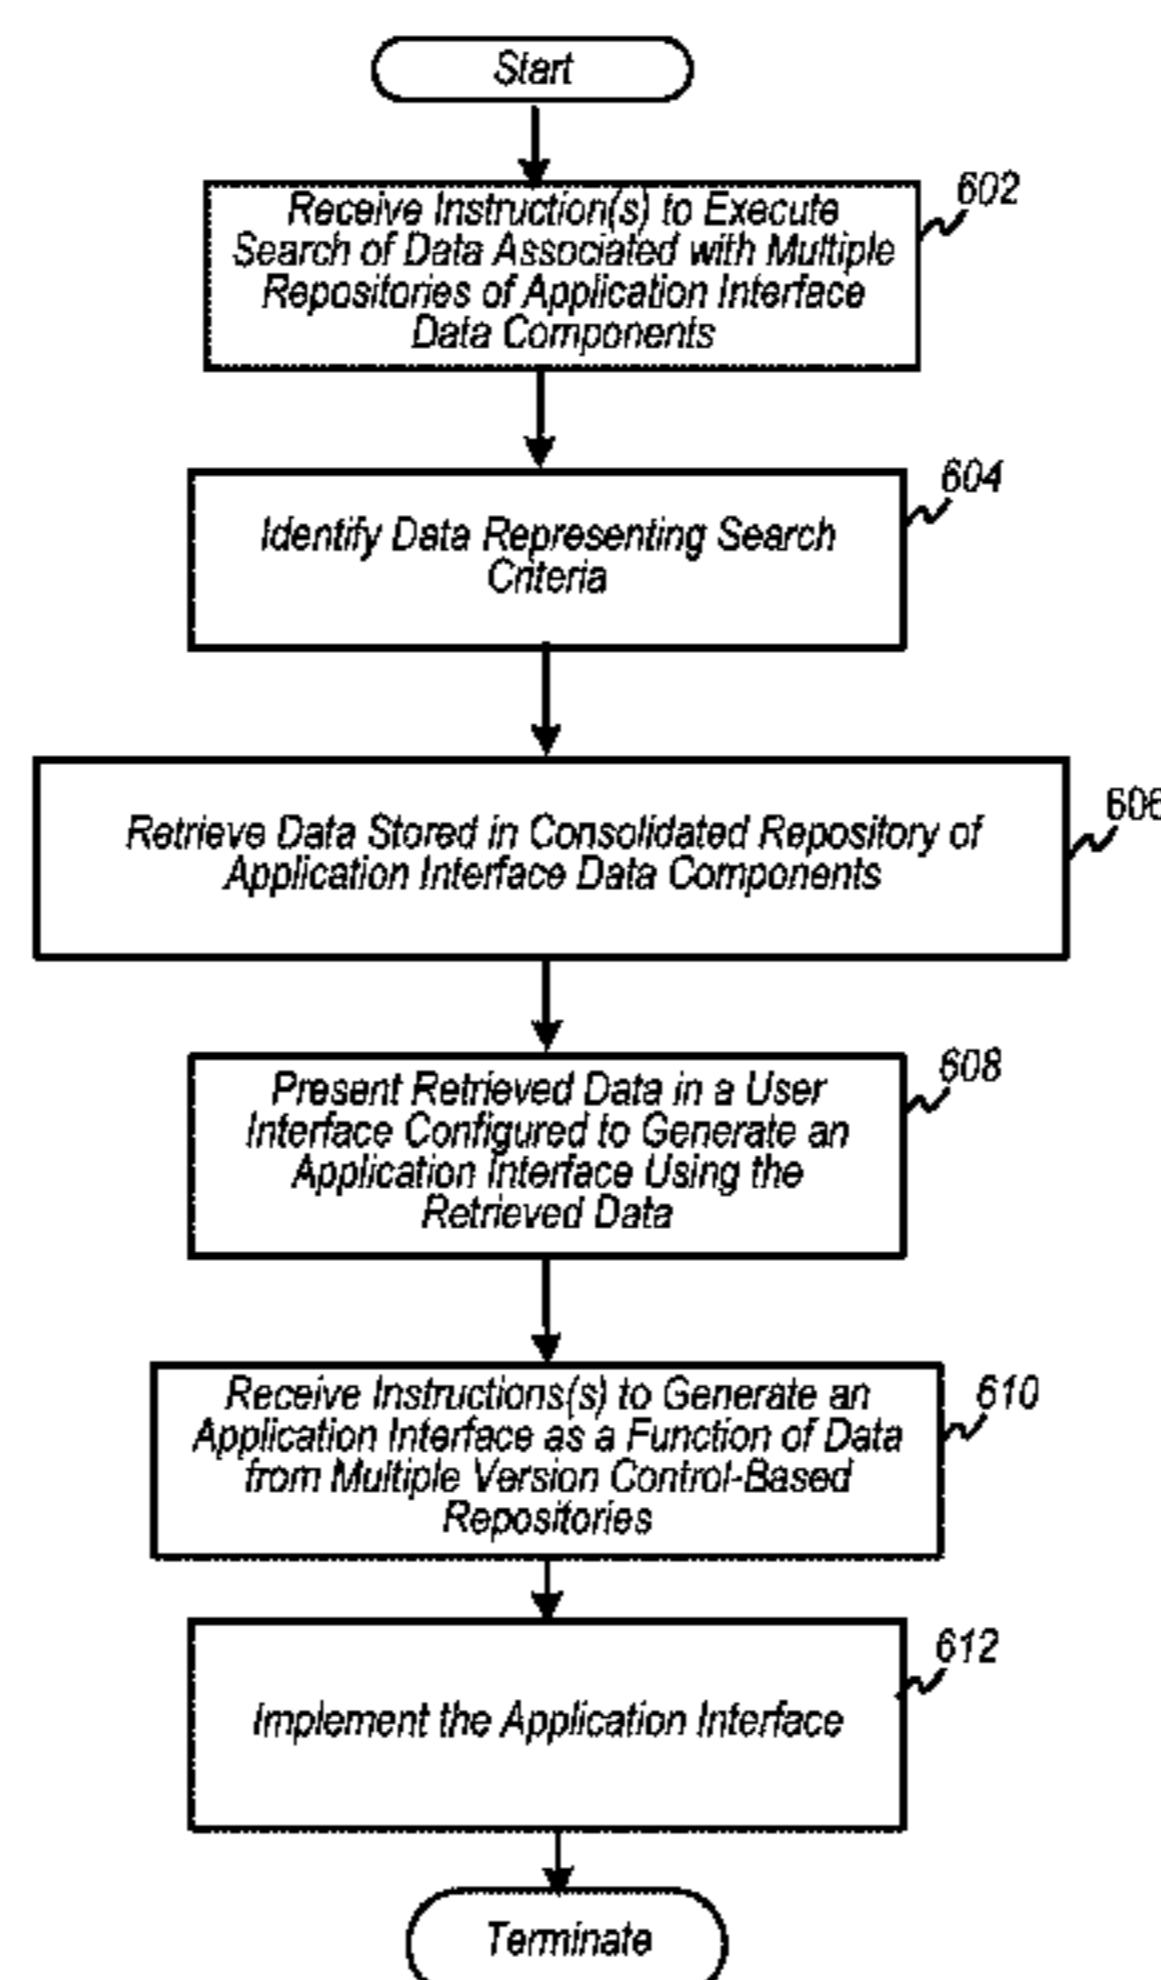 Start
602
Receive Instruction(s) to Execute
Search of Data Associated with Multiple
Repositories of Application Interface
Data Components
604
Identify Data Representing Search
Criteria
606
Retrieve Data Stored in Consolidated Repository of
Application Interface Data Components
608
Present Retrieved Data in a User
Interface Configured to Generate an
Application Interface Using the
Retrieved Data
610
Receive Instructions(s) to Generate an
Application Interface as a Function of Data
from Multiple Version Control-Based
Repositories
612
Implement the Application Interface
Terminate